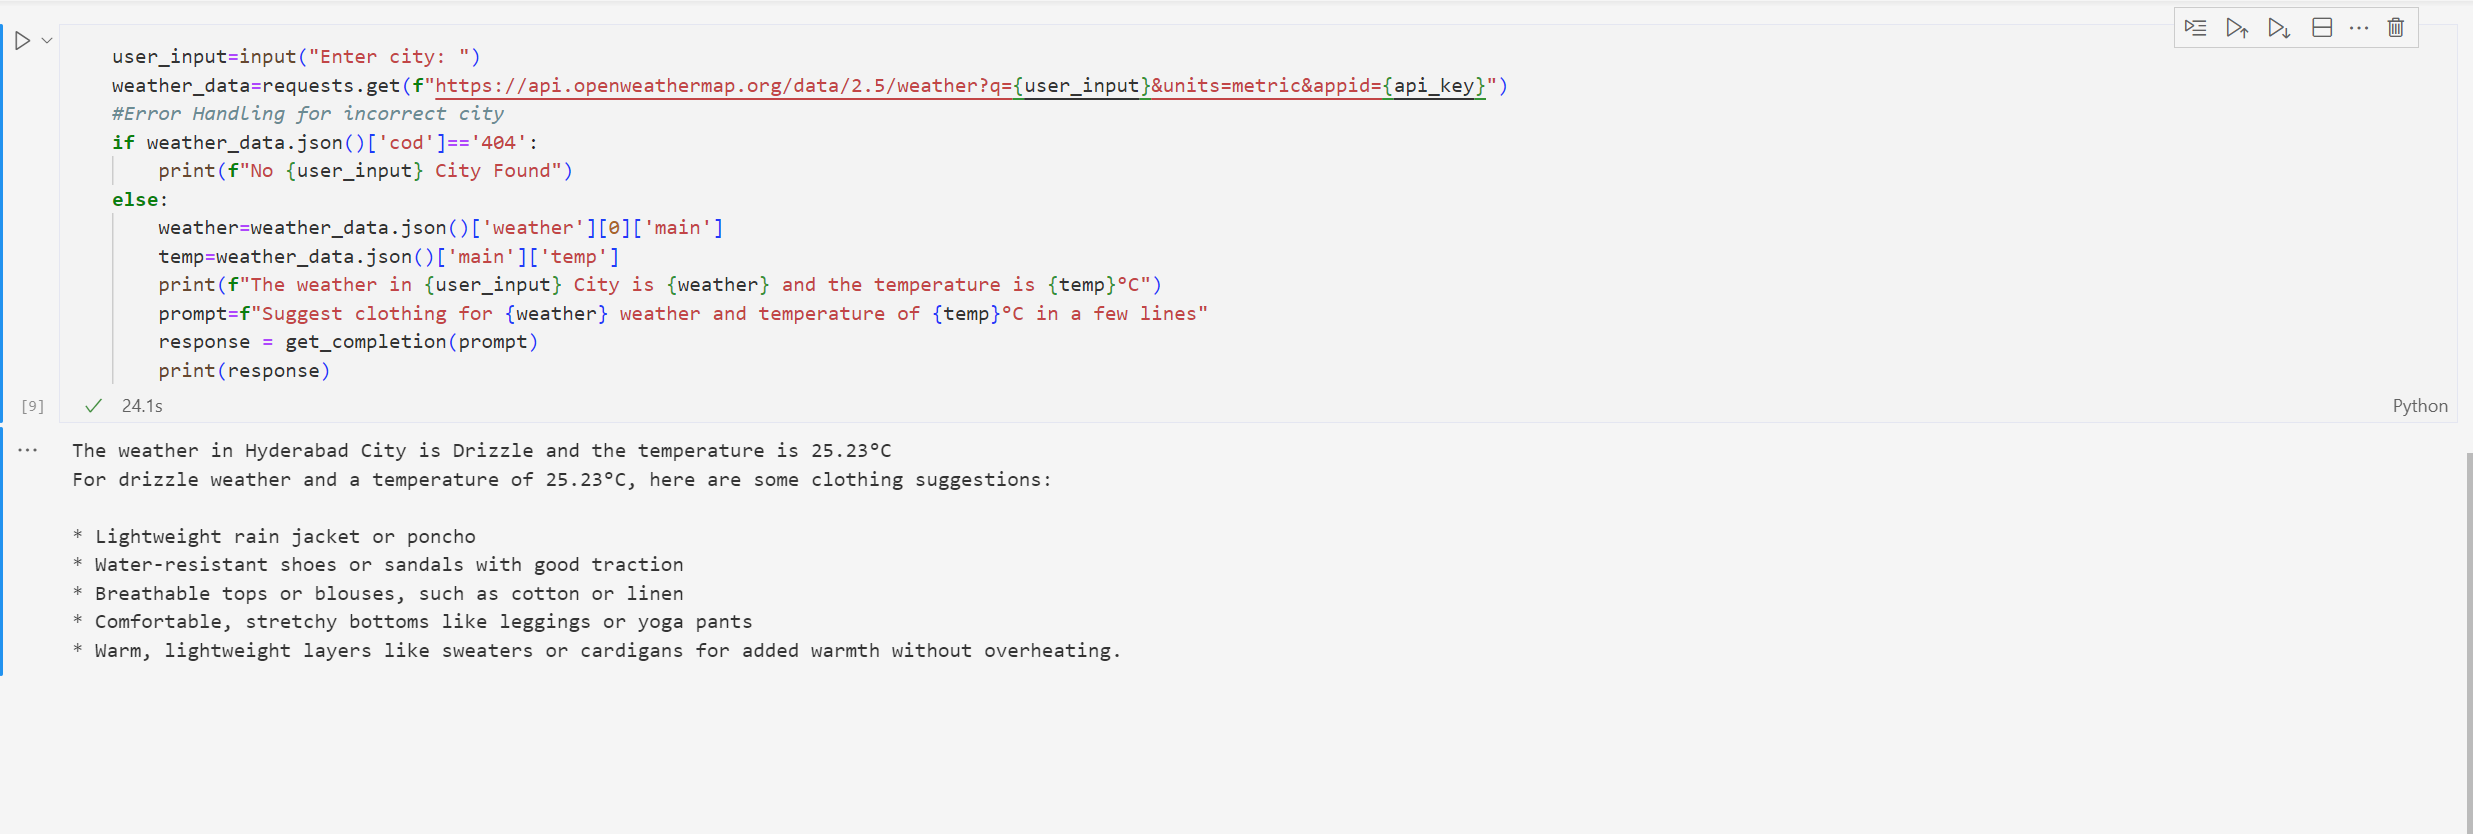 user_input=input("Enter city: ")
weather_data=requests.get(f"https://api.openweathermap.org/data/2.5/weather?q={user_input}&units=metric&appid={api_key}")
#Error Handling for incorrect city
if weather_data.json()['cod']=='404':
    print(f"No {user_input} City Found")
else:
    weather=weather_data.json()['weather'][0]['main']
    temp=weather_data.json()['main']['temp']
    print(f"The weather in {user_input} City is {weather} and the temperature is {temp}°C")
    prompt=f"Suggest clothing for {weather} weather and temperature of {temp}°C in a few lines"
    response = get_completion(prompt)
    print(response)
[9] 24.1s Python
The weather in Hyderabad City is Drizzle and the temperature is 25.23°C
For drizzle weather and a temperature of 25.23°C, here are some clothing suggestions:
* Lightweight rain jacket or poncho
* Water-resistant shoes or sandals with good traction
* Breathable tops or blouses, such as cotton or linen
* Comfortable, stretchy bottoms like leggings or yoga pants
* Warm, lightweight layers like sweaters or cardigans for added warmth without overheating.